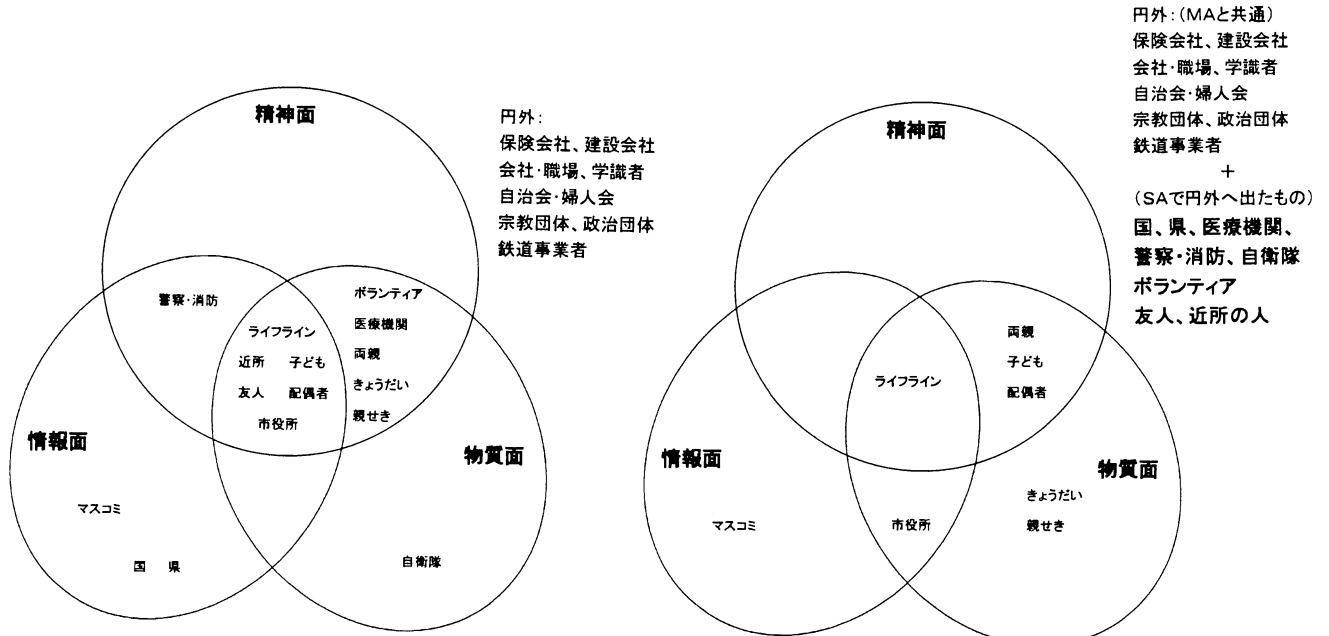 精神面
円外:
保険会社、建設会社
会社・職場、学識者
自治会・婦人会
宗教団体、政治団体
鉄道事業者
警察・消防
ボランティア
医療機関
両親
きょうだい
親せき
ライフライン
近所 子ども
友人 配偶者
市役所
情報面
物質面
マスコミ
国 県
自衛隊
円外:(MAと共通)
保険会社、建設会社
会社・職場、学識者
自治会・婦人会
宗教団体、政治団体
鉄道事業者
+
(SAで円外へ出たもの)
国、県、医療機関、
警察・消防、自衛隊
ボランティア
友人、近所の人
精神面
両親
子ども
配偶者
ライフライン
情報面
物質面
きょうだい
親せき
マスコミ
市役所